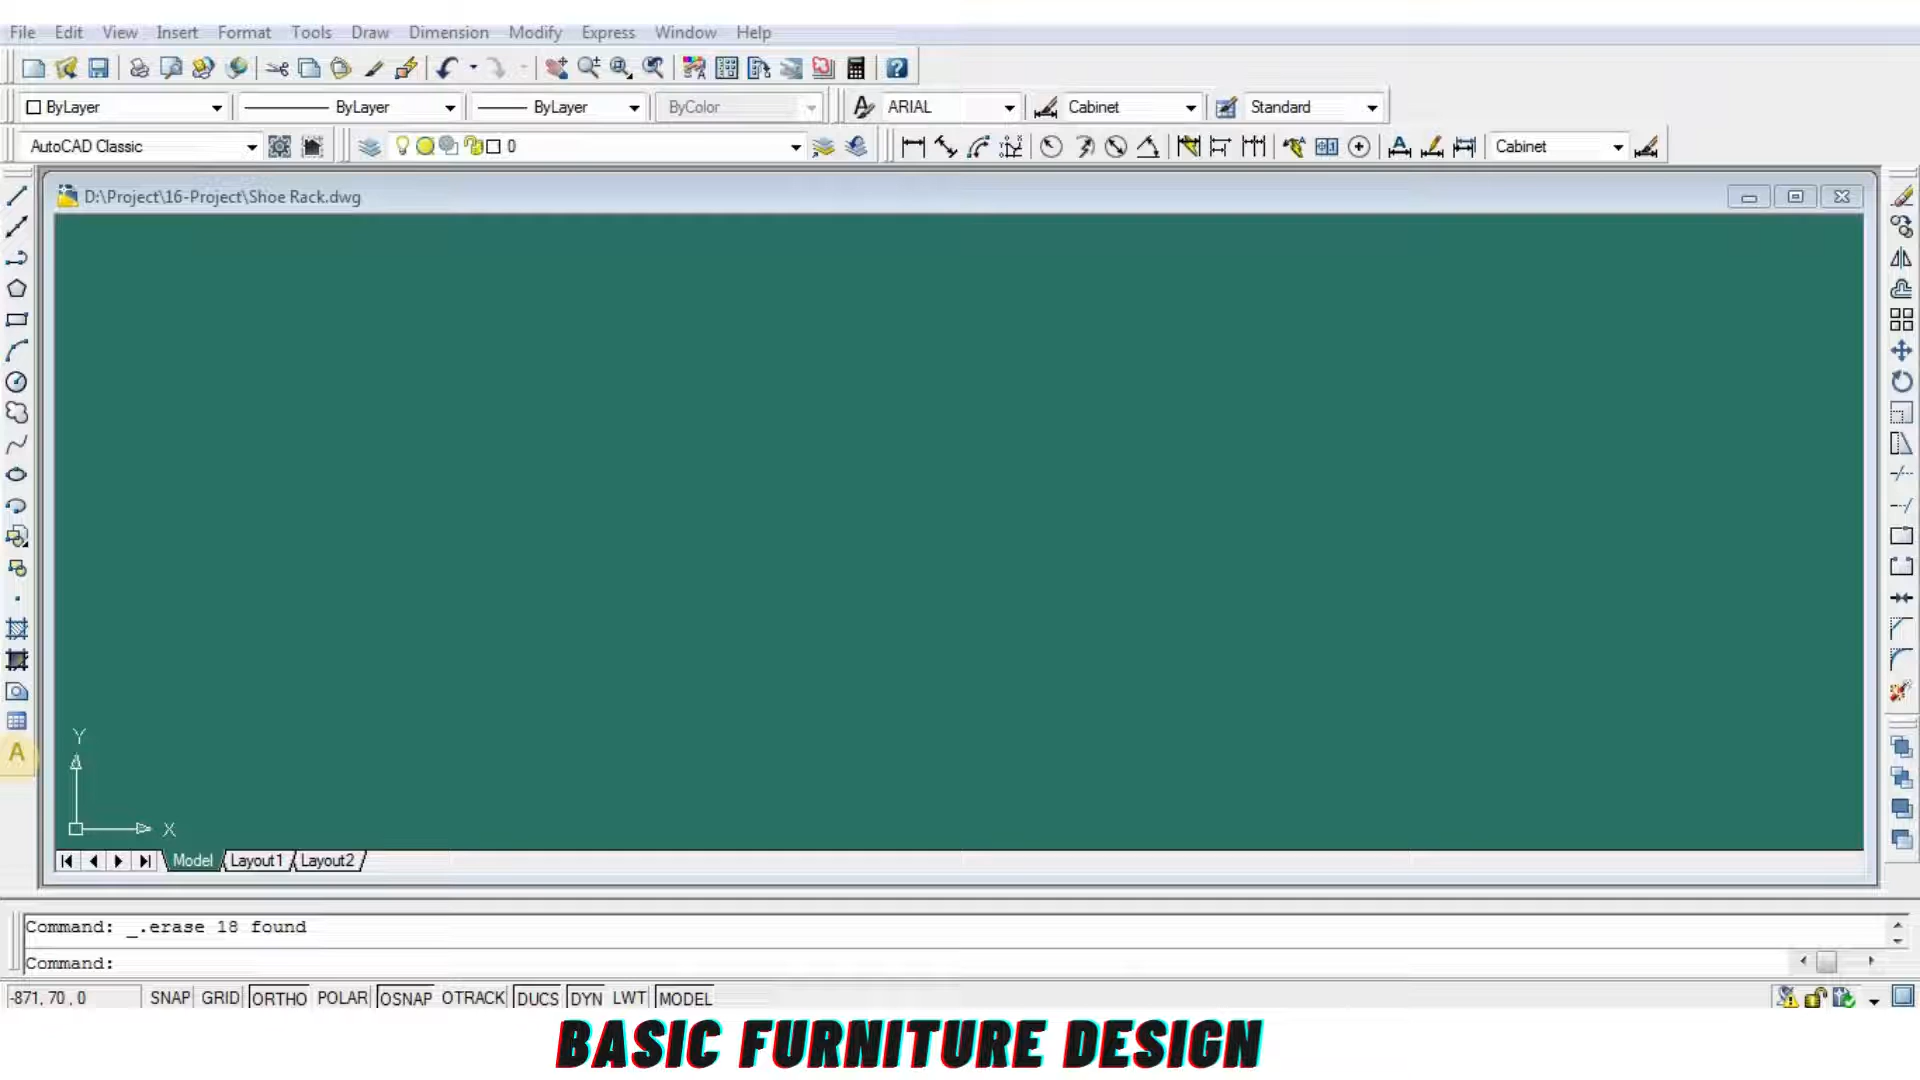 File Edit View Insert Format Tools Draw Dimension Modify Express Window Help
ByLayer ByLayer ByLayer ByColor ARIAL Cabinet Standard
AutoCAD Classic 0 Cabinet
D:\Project\16-Project\Shoe Rack.dwg
A
Y
X
Model Layout1 Layout2
Command: _.erase 18 found
Command:
-871, 70 , 0 SNAP GRID ORTHO POLAR OSNAP OTRACK DUCS DYN LWT MODEL
BASIC FURNITURE DESIGN